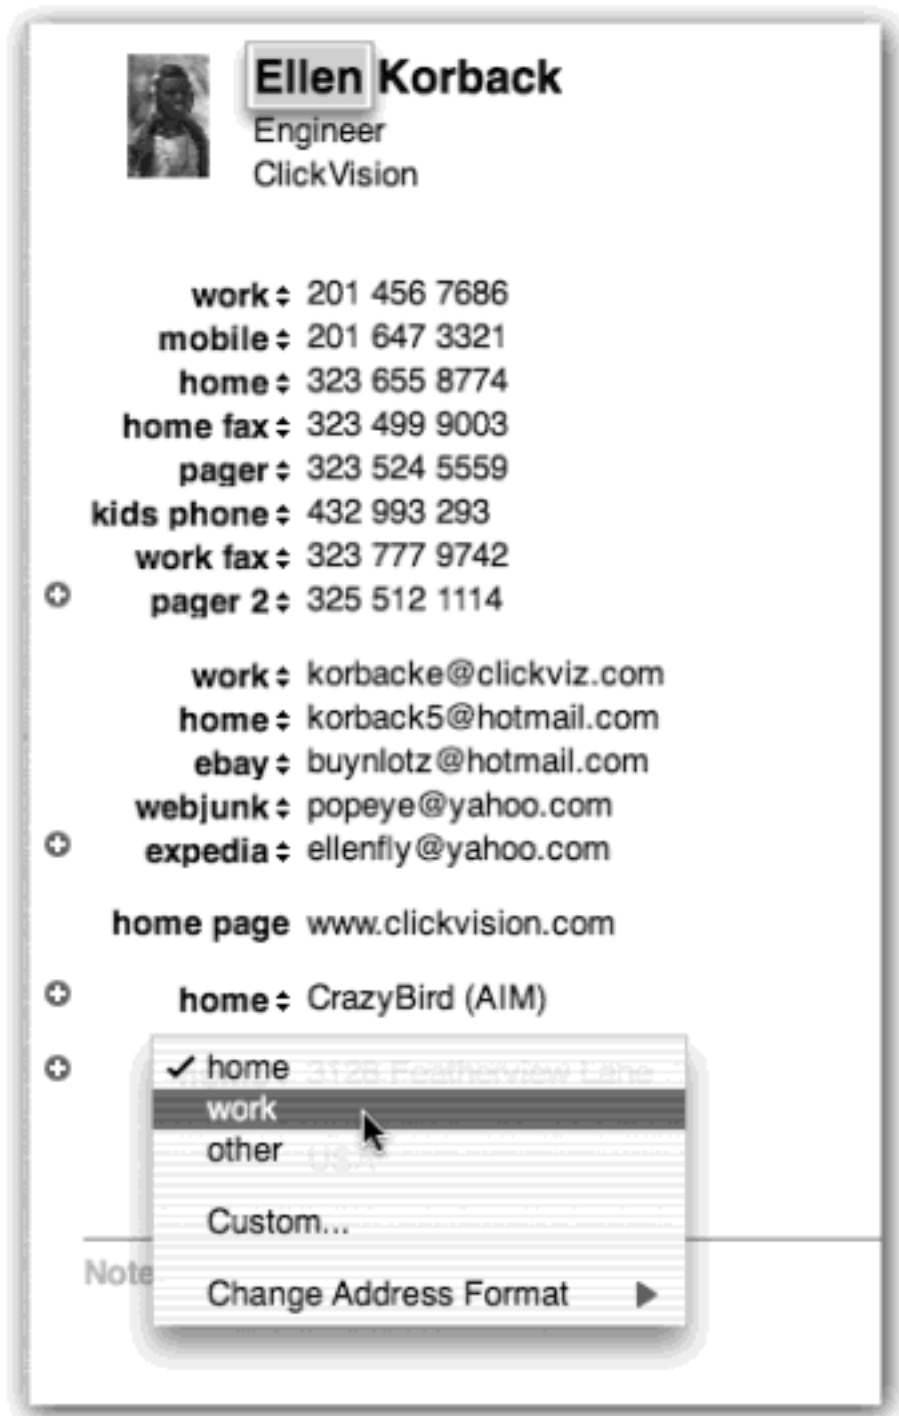 Ellen Korback
Engineer
ClickVision
work 201 456 7686
mobile 201 647 3321
home 323 655 8774
home fax 323 499 9003
pager 323 524 5559
kids phone 432 993 293
work fax 323 777 9742
pager 2 325 512 1114
work korbacke@clickviz.com
home korback5@hotmail.com
ebay buynlotz@hotmail.com
webjunk popeye@yahoo.com
expedia ellenfly@yahoo.com
home page www.clickvision.com
home CrazyBird (AIM)
home 3128 Featherview Lane
work
other
USA
Custom...
Note
Change Address Format